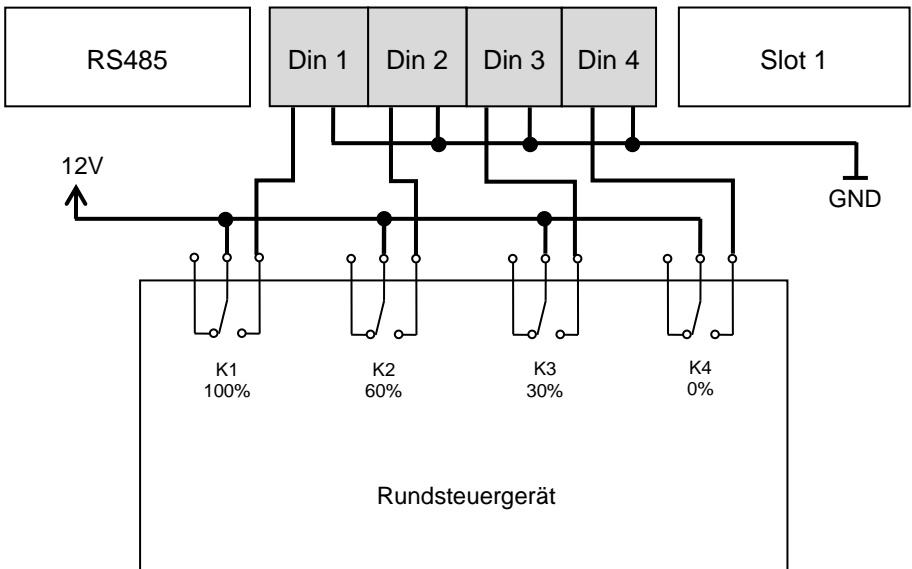 RS485
Din 1
Din 2
Din 3
Din 4
Slot 1
12V
GND
K1
100%
K2
60%
K3
30%
K4
0%
Rundsteuergerät